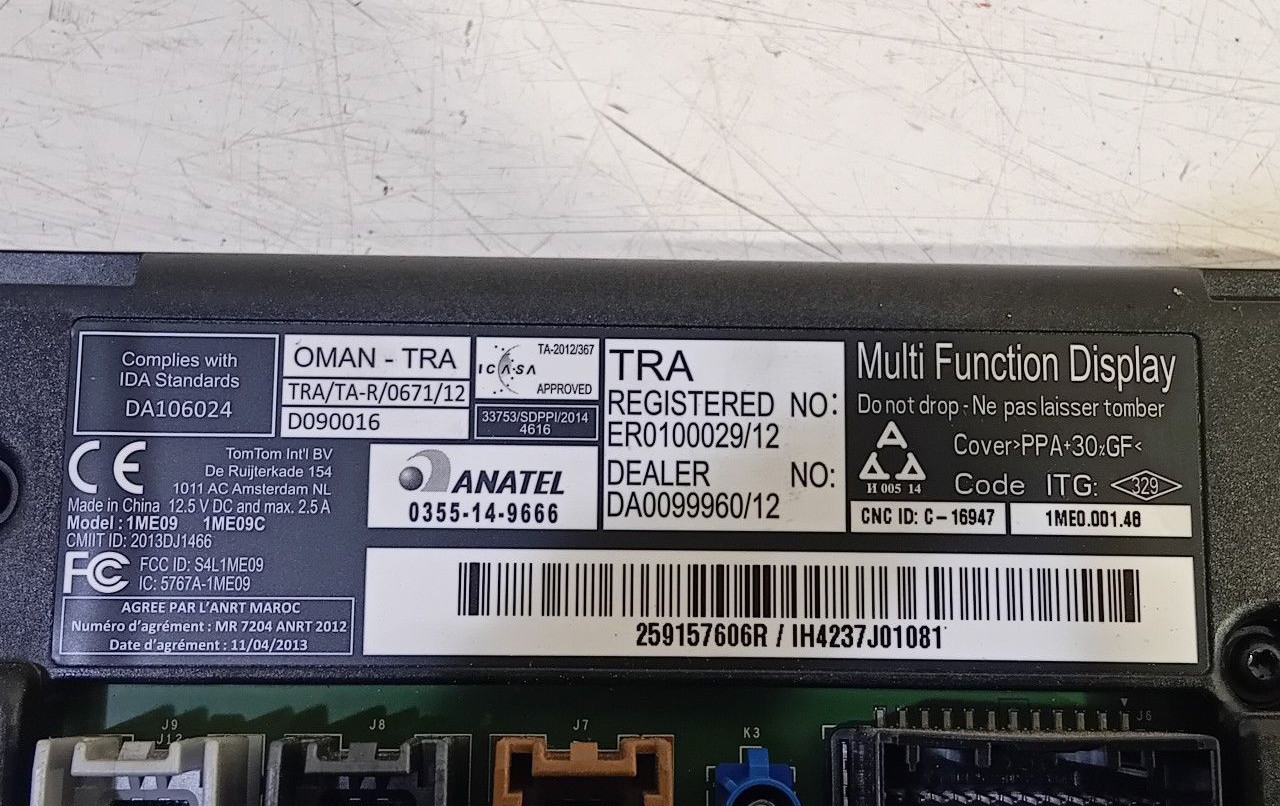 Complies with
IDA Standards
DA106024
OMAN - TRA
TRA/TA-R/0671/12
D090016
TA-2012/367
ICASA
APPROVED
33753/SDPPI/2014
4616
TRA
REGISTERED NO:
ER0100029/12
DEALER NO:
DA0099960/12
Multi Function Display
Do not drop - Ne pas laisser tomber
Cover>PPA+30%GF<
H 005 14
Code ITG: 329
CNC ID: C-16947
1ME0.001.48
CE
TomTom Int'l BV
De Ruijterkade 154
1011 AC Amsterdam NL
Made in China 12.5 V DC and max. 2.5 A
Model : 1ME09 1ME09C
CMIIT ID: 2013DJ1466
FC
FCC ID: S4L1ME09
IC: 5767A-1ME09
AGREE PAR L'ANRT MAROC
Numéro d'agrément : MR 7204 ANRT 2012
Date d'agrément : 11/04/2013
ANATEL
0355-14-9666
259157606R / IH4237J01081
J9
J12
J8
J7
K3
J6